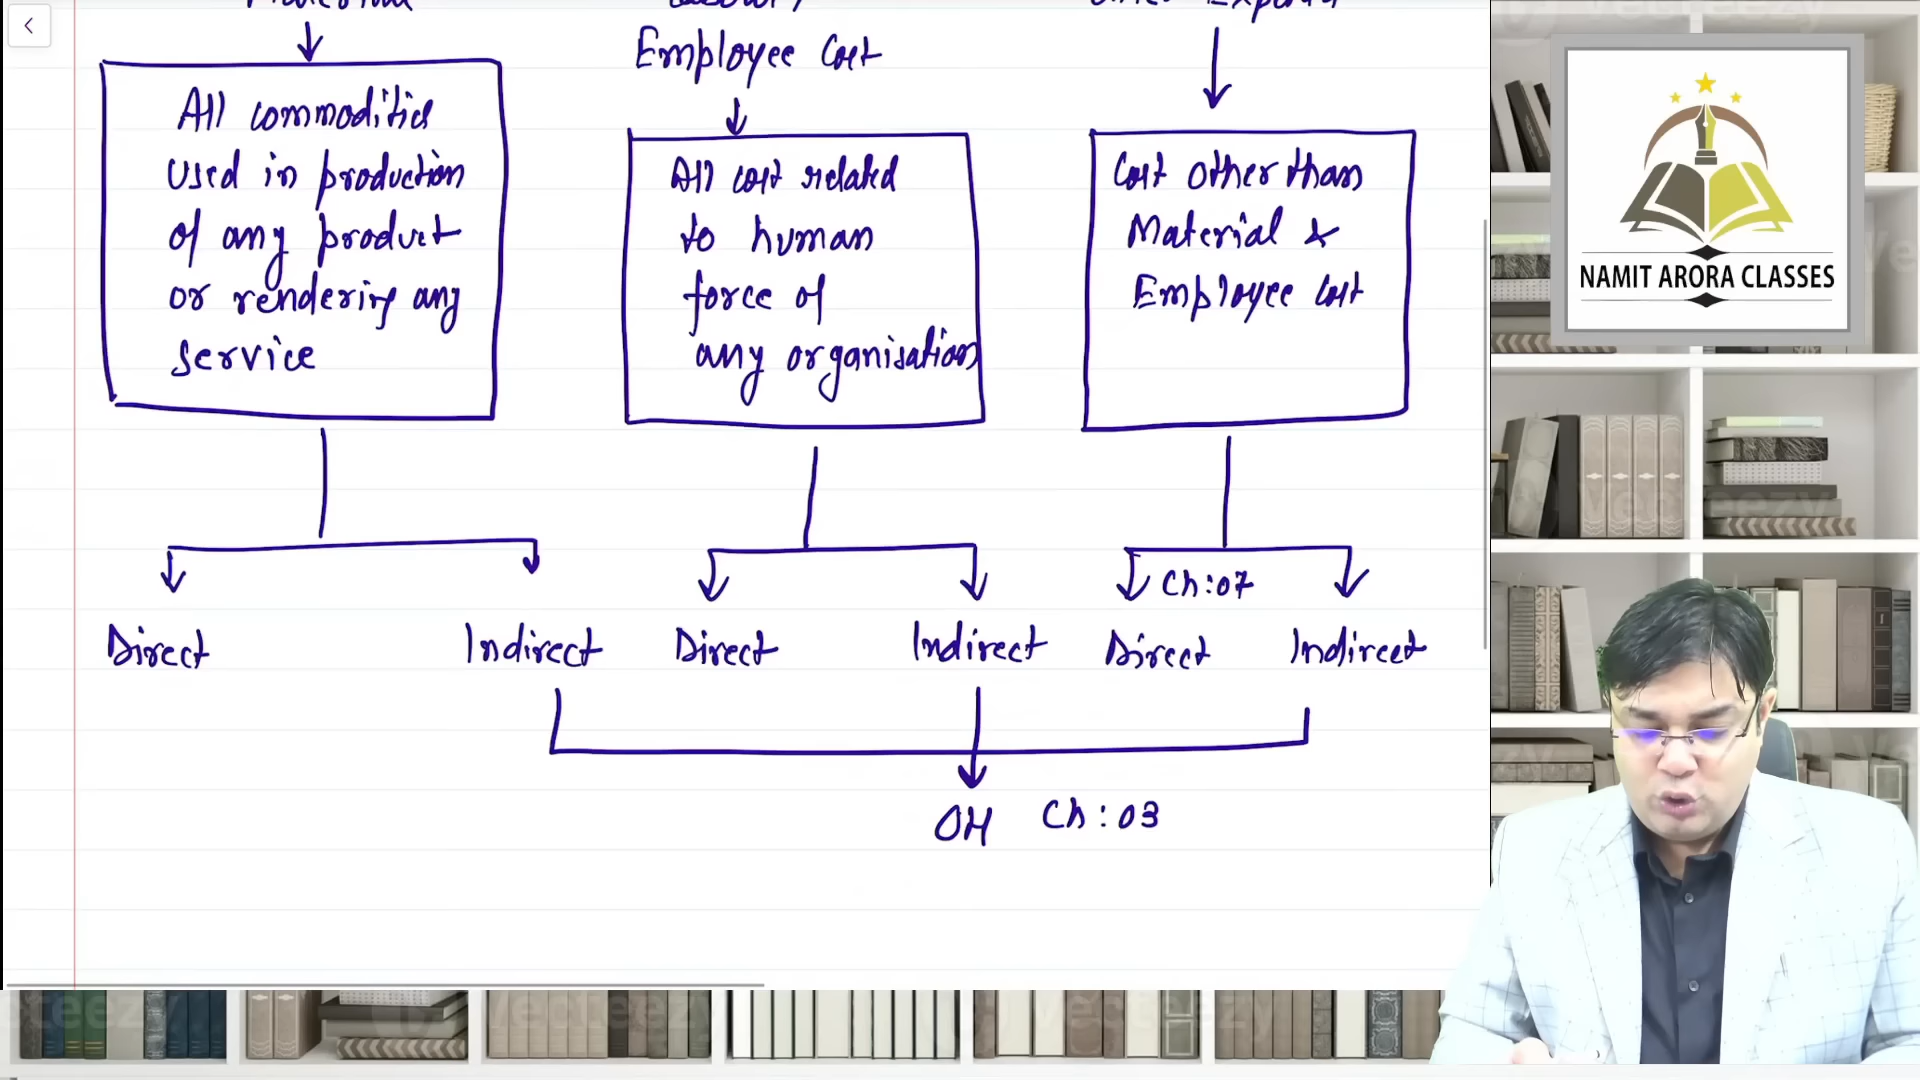 Material
Employee Cost
All commodities
used in production
of any product
or rendering any
service
All cost related
to human
force of
any organisation
Cost other than
Material &
Employee Cost
Ch:07
Direct
Indirect
Direct
Indirect
Direct
Indirect
OH Ch:03
NAMIT ARORA CLASSES